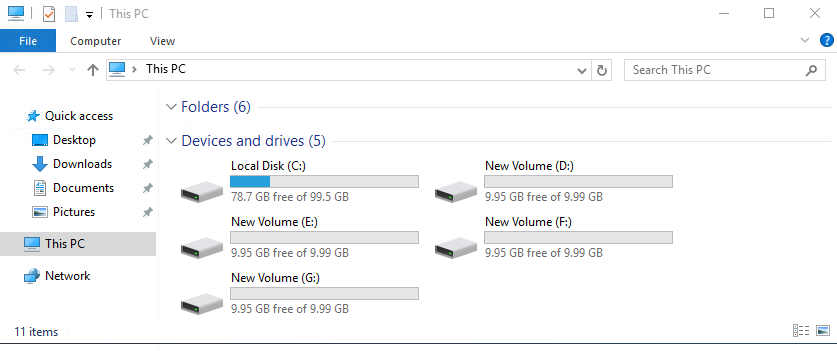 This PC
File Computer View
This PC
Search This PC
Quick access
Desktop
Downloads
Documents
Pictures
This PC
Network
Folders (6)
Devices and drives (5)
Local Disk (C:)
78.7 GB free of 99.5 GB
New Volume (D:)
9.95 GB free of 9.99 GB
New Volume (E:)
9.95 GB free of 9.99 GB
New Volume (F:)
9.95 GB free of 9.99 GB
New Volume (G:)
9.95 GB free of 9.99 GB
11 items